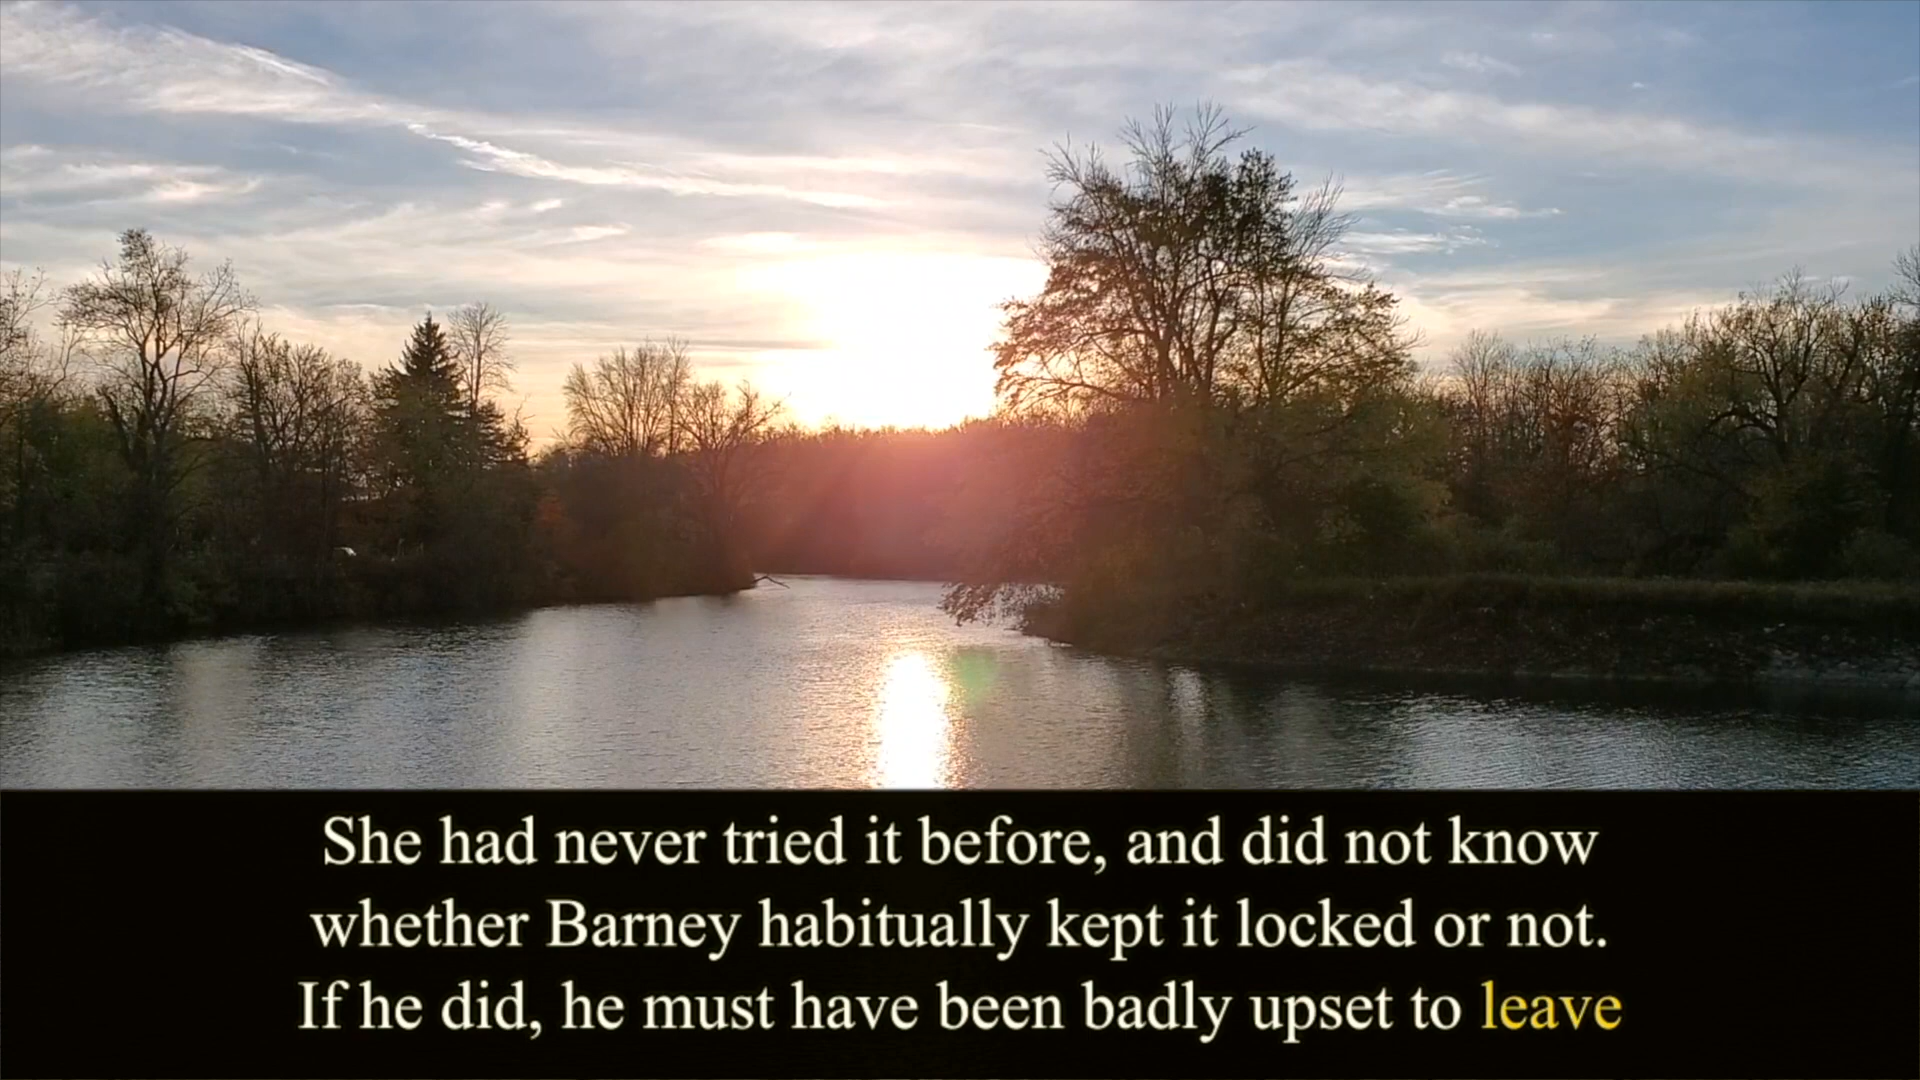 She had never tried it before, and did not know
whether Barney habitually kept it locked or not.
If he did, he must have been badly upset to leave